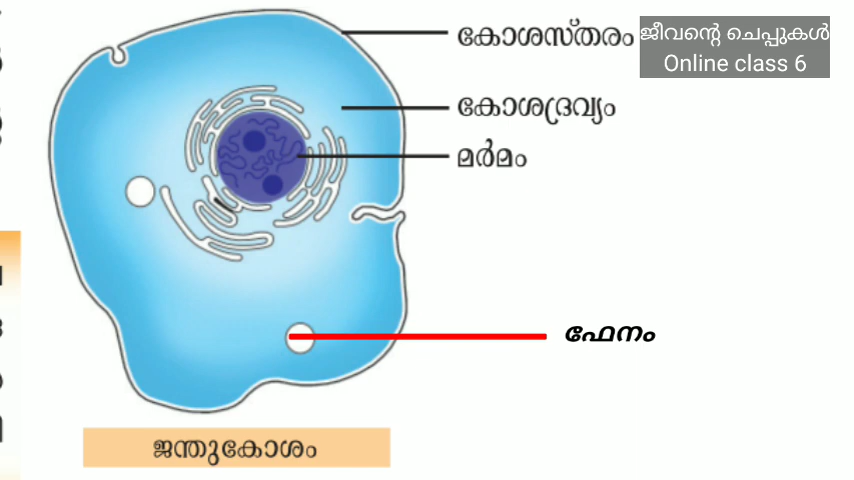 കോശസ്തരം
ജീവന്റെ ചെപ്പുകൾ
Online class 6
കോശദ്രവ്യം
മർമം
ഫേനം
ജന്തുകോശം